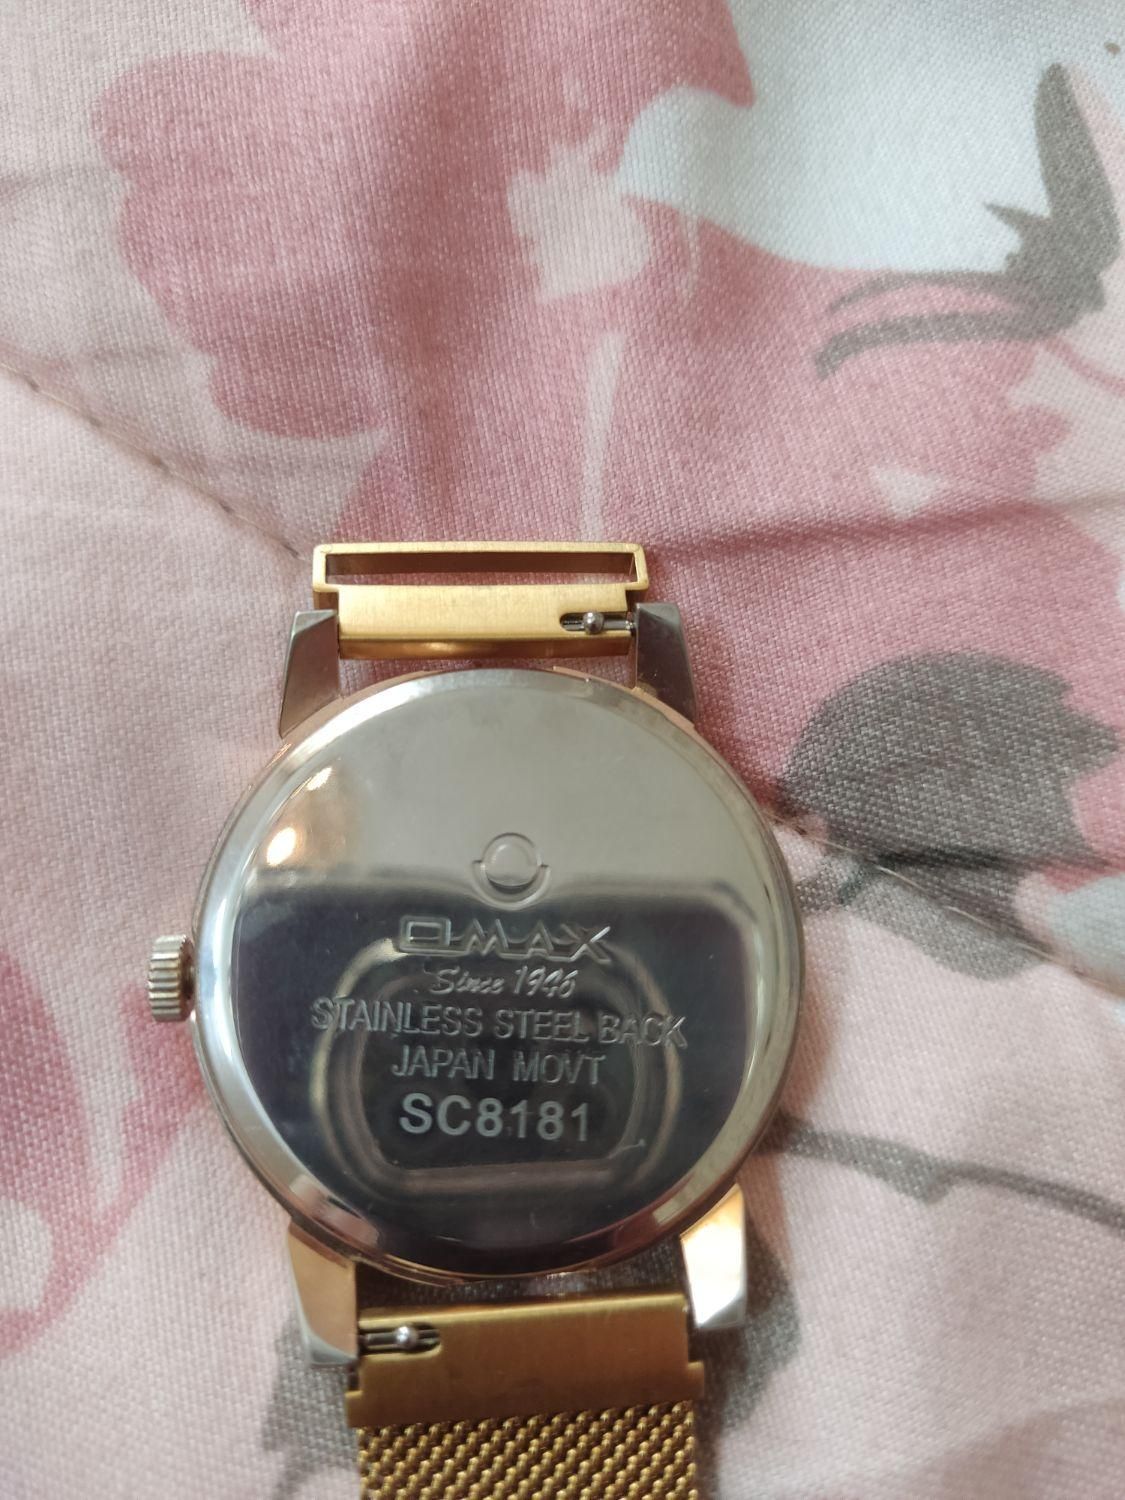 OMAX
Since 1946
STAINLESS STEEL BACK
JAPAN MOVT
SC8181